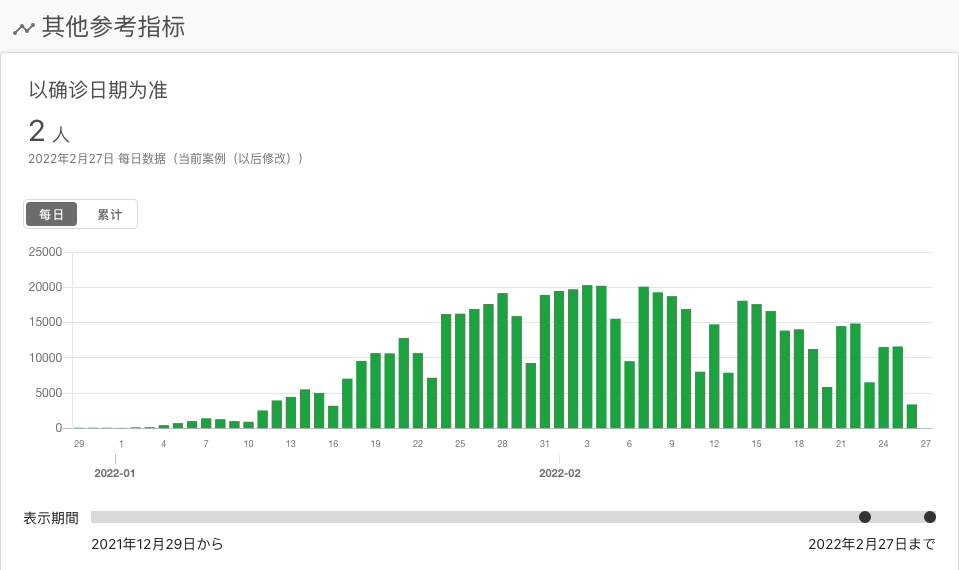 其他参考指标
以确诊日期为准
2 人
2022年2月27日 每日数据（当前案例（以后修改））
每日 累计
25000
20000
15000
10000
5000
0
29 1 4 7 10 13 16 19 22 25 28 31 3 6 9 12 15 18 21 24 27
2022-01 2022-02
表示期間
2021年12月29日から 2022年2月27日まで